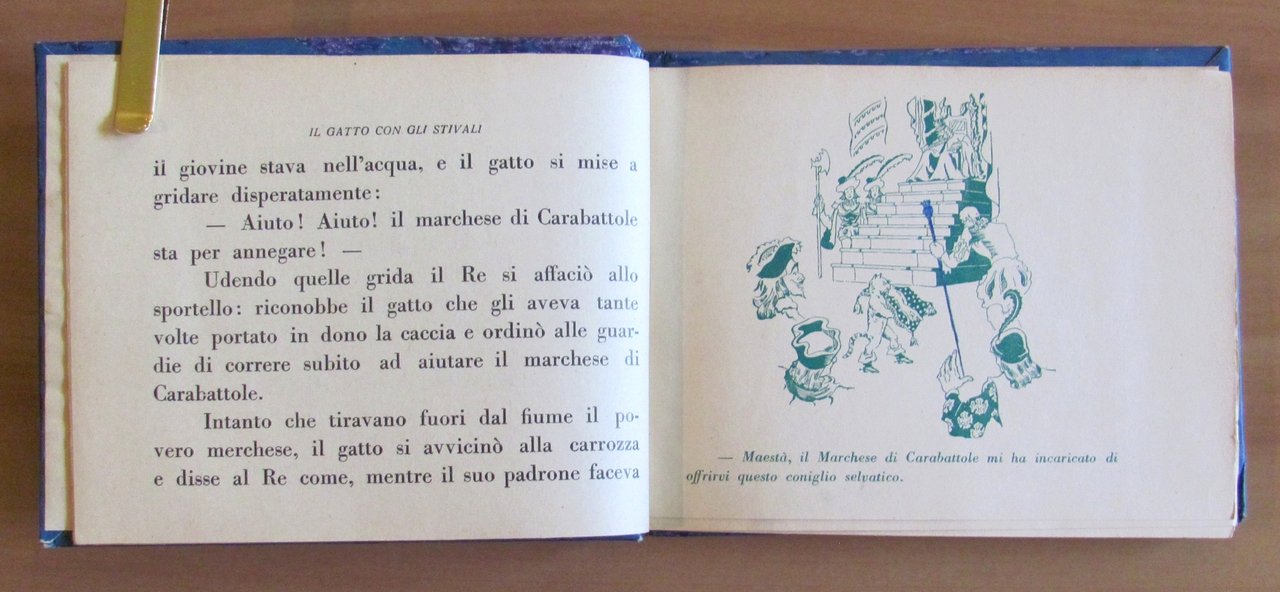 IL GATTO CON GLI STIVALI
il giovine stava nell'acqua, e il gatto si mise a
gridare disperatamente:
— Aiuto! Aiuto! il marchese di Carabattole
sta per annegare! —
Udendo quelle grida il Re si affaciò allo
sportello: riconobbe il gatto che gli aveva tante
volte portato in dono la caccia e ordinò alle guar-
die di correre subito ad aiutare il marchese di
Carabattole.
Intanto che tiravano fuori dal fiume il po-
vero merchese, il gatto si avvicinò alla carrozza
e disse al Re come, mentre il suo padrone faceva
— Maestà, il Marchese di Carabattole mi ha incaricato di
offrirvi questo coniglio selvatico.